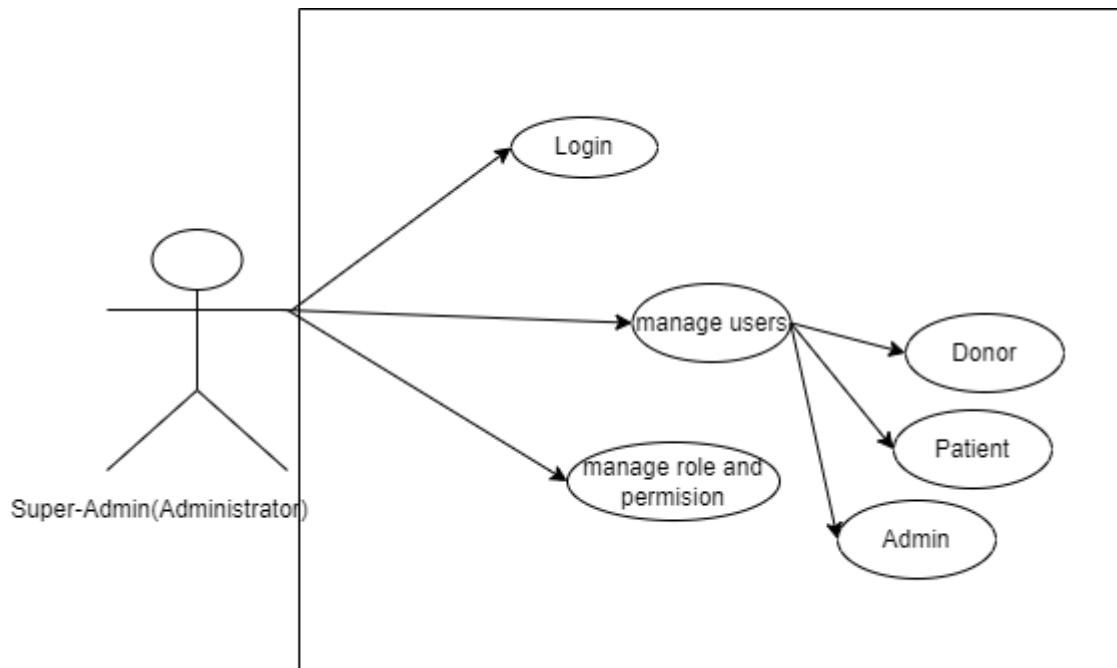 Login
manage users
Donor
Patient
manage role and
permision
Admin
Super-Admin(Administrator)